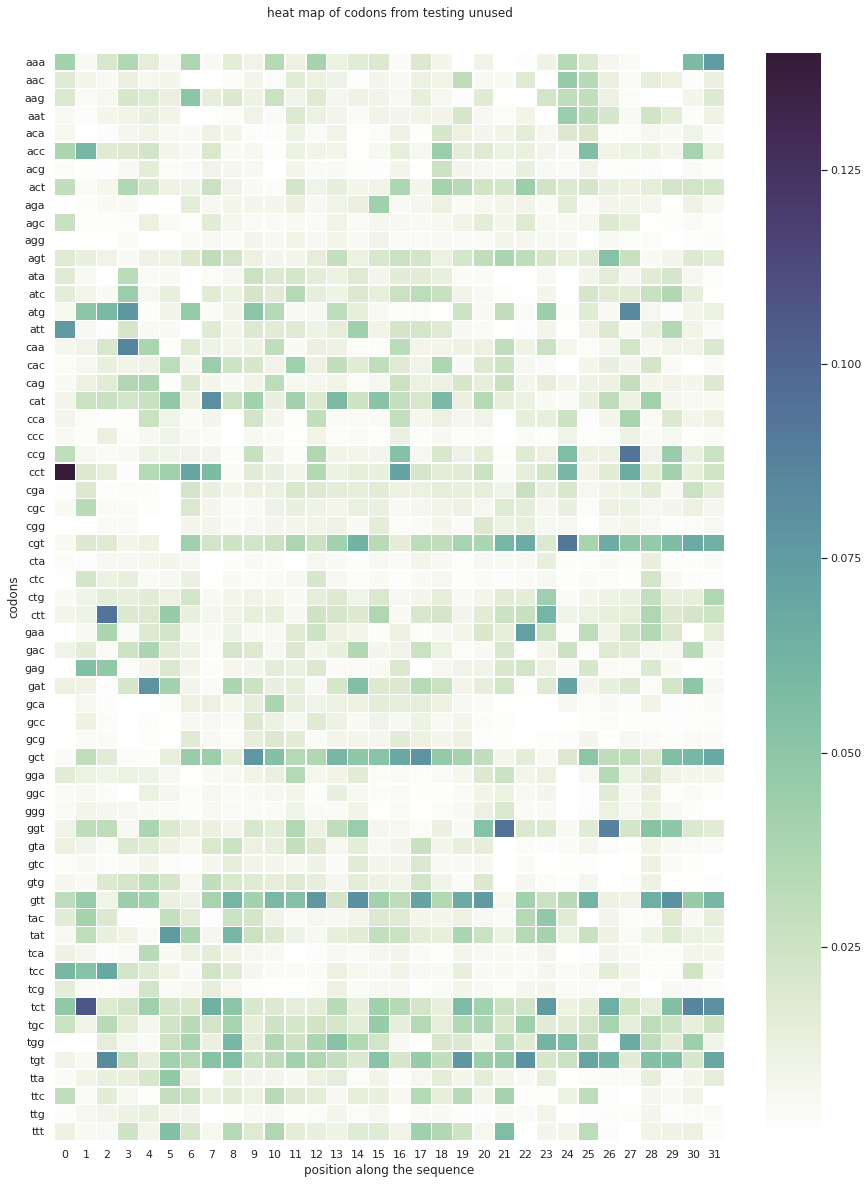 heat map of codons from testing unused
aaa
aac
aag
aat
aca
acc
acg
act
aga
agc
agg
agt
ata
atc
atg
att
caa
cac
cag
cat
cca
ccc
ccg
cct
cga
cgc
cgg
cgt
cta
ctc
ctg
ctt
gaa
gac
gag
gat
gca
gcc
gcg
gct
gga
ggc
ggg
ggt
gta
gtc
gtg
gtt
tac
tat
tca
tcc
tcg
tct
tgc
tgg
tgt
tta
ttc
ttg
ttt
codons
0 1 2 3 4 5 6 7 8 9 10 11 12 13 14 15 16 17 18 19 20 21 22 23 24 25 26 27 28 29 30 31
position along the sequence
0.125
0.100
0.075
0.050
0.025